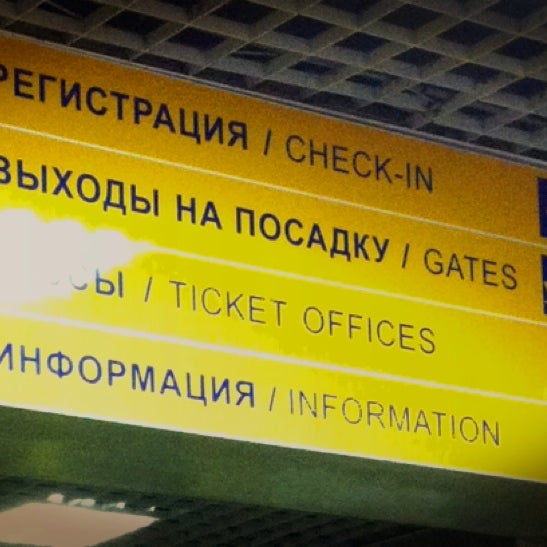 РЕГИСТРАЦИЯ / CHECK-IN
ВЫХОДЫ НА ПОСАДКУ / GATES
/ TICKET OFFICES
ИНФОРМАЦИЯ / INFORMATION